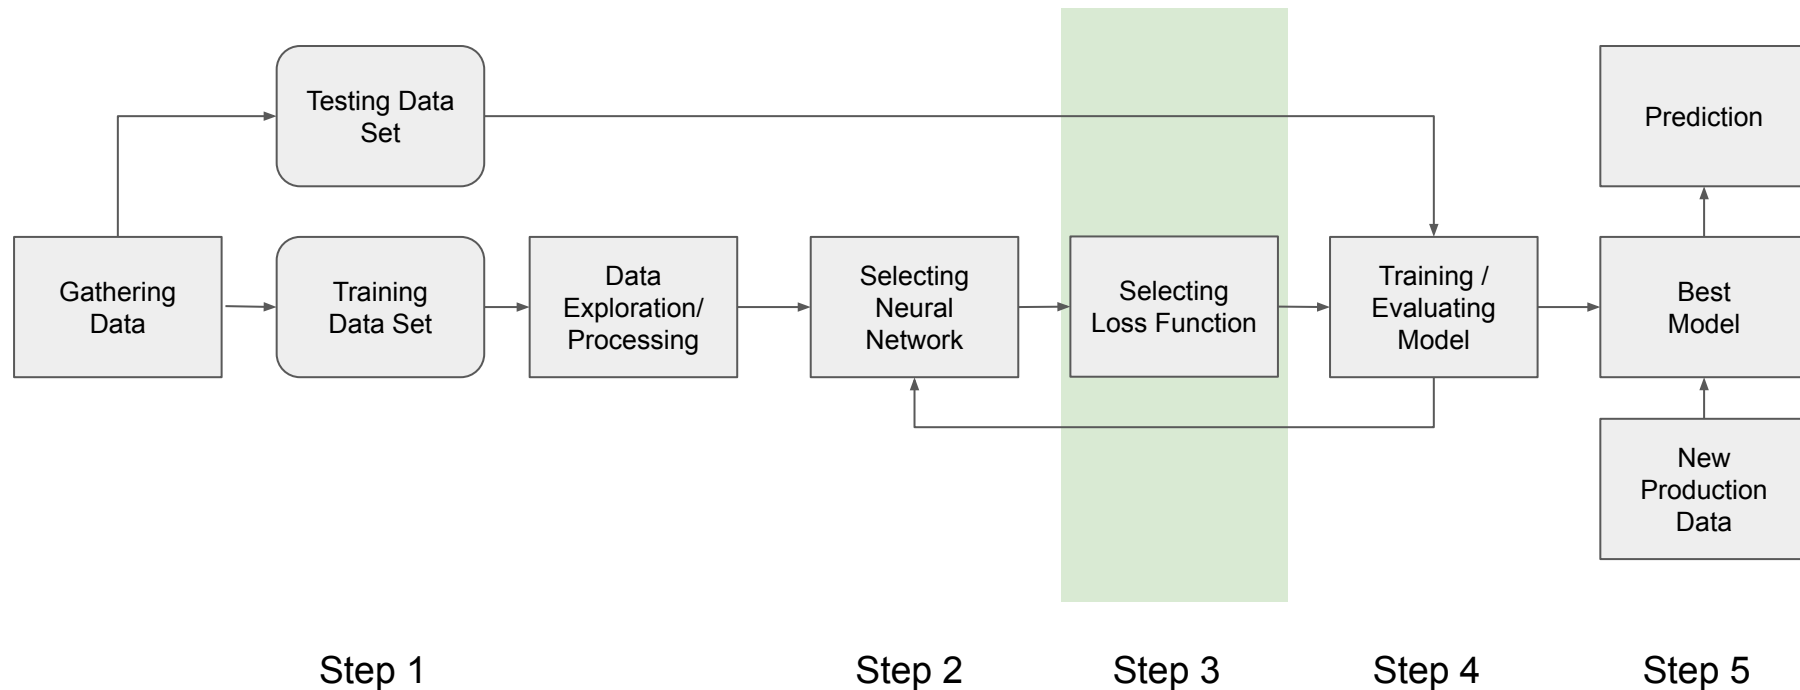 Testing Data
Set
Prediction
Gathering
Data
Training
Data Set
Data
Exploration/
Processing
Selecting
Neural
Network
Selecting
Loss Function
Training /
Evaluating
Model
Best
Model
New
Production
Data
Step 1
Step 2
Step 3
Step 4
Step 5